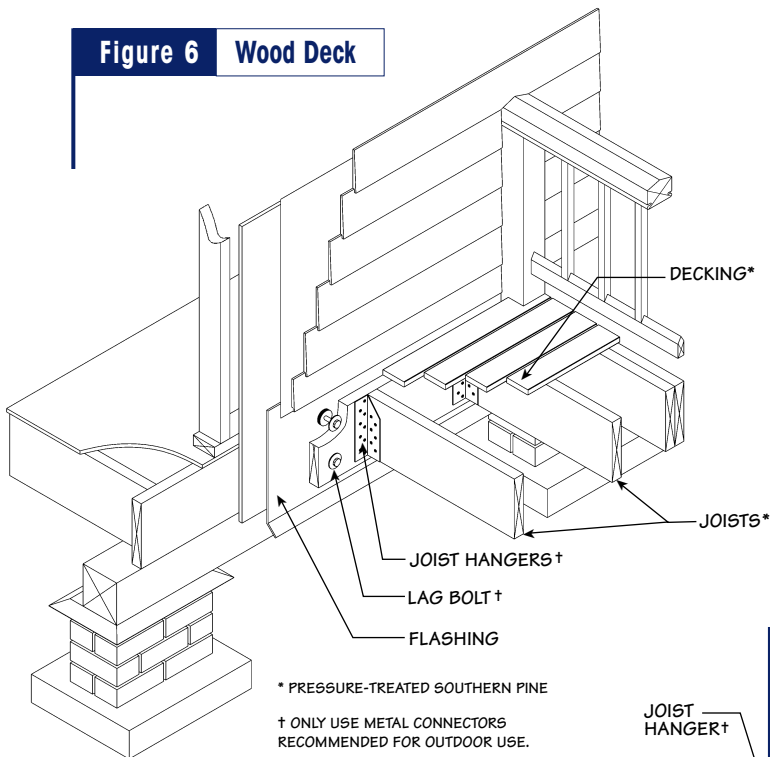 Figure 6 Wood Deck
DECKING*
JOISTS*
JOIST HANGERS†
LAG BOLT†
FLASHING
* PRESSURE-TREATED SOUTHERN PINE
† ONLY USE METAL CONNECTORS
RECOMMENDED FOR OUTDOOR USE.
JOIST
HANGER†